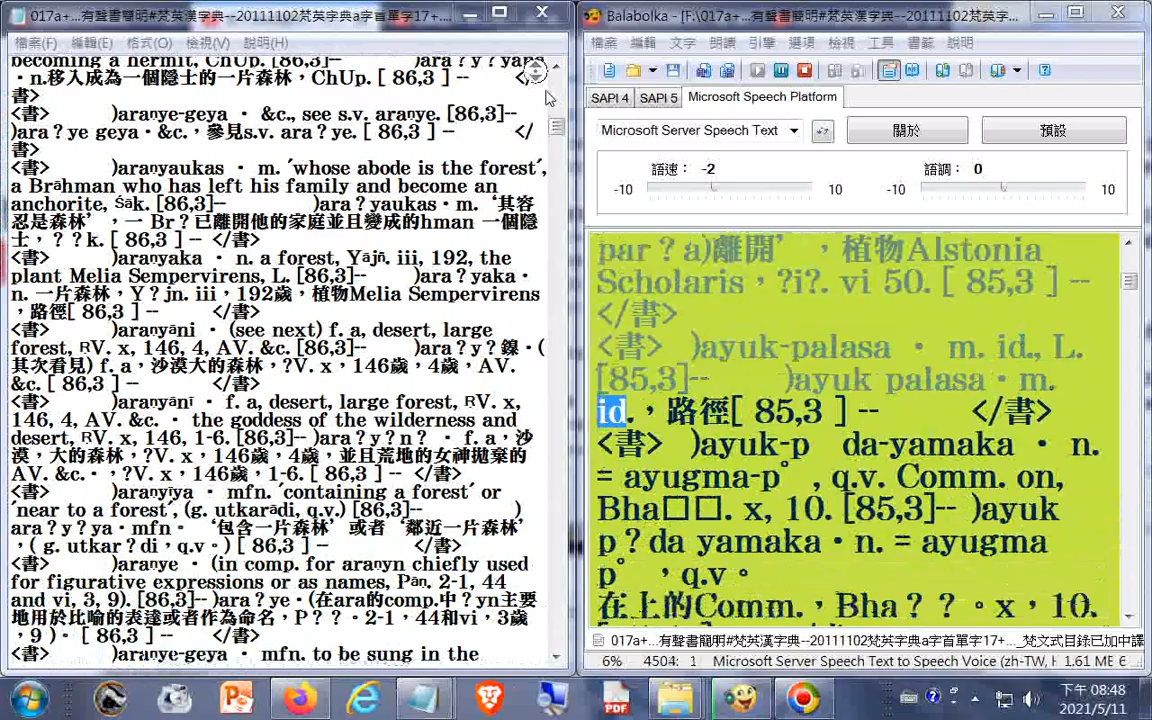 017a+...有聲書簡明#梵英漢字典--20111102梵英字典a字首單字17+...
檔案(F) 編輯(E) 格式(O) 檢視(V) 說明(H)
becoming a hermit, ChUp. [86,3]-- )ara？y？yana
・n.移入成為一個隱士的一片森林，ChUp. [ 86,3 ] -- </
書>
<書> )araṇye-geya ・ &c., see s.v. araṇye. [86,3]--
)ara？ye geya・&c.，參見s.v. ara？ye. [ 86,3 ] -- </
書>
<書> )araṇyaukas ・ m. ʻwhose abode is the forestʼ,
a Brāhman who has left his family and become an
anchorite, Śāk. [86,3]-- )ara？yaukas・m.‘其容
忍是森林’，一 Br？已離開他的家庭並且變成的hman 一個隱
士，？？k. [ 86,3 ] -- </書>
<書> )araṇyaka ・ n. a forest, Yājñ. iii, 192, the
plant Melia Sempervirens, L. [86,3]-- )ara？yaka・
n. 一片森林，Y？jn. iii，192歲，植物Melia Sempervirens
，路徑[ 86,3 ] -- </書>
<書> )araṇyāni ・ (see next) f. a, desert, large
forest, RV. x, 146, 4, AV. &c. [86,3]-- )ara？y？鎳・(
其次看見) f. a，沙漠大的森林，?V. x，146歲，4歲，AV.
&c. [ 86,3 ] -- </書>
<書> )araṇyānī ・ f. a, desert, large forest, RV. x,
146, 4, AV. &c. ・ the goddess of the wilderness and
desert, RV. x, 146, 1-6. [86,3]-- )ara？y？n？ ・ f. a，沙
漠，大的森林，?V. x，146歲，4歲，並且荒地的女神拋棄的
AV. &c.・，?V. x，146歲，1-6. [ 86,3 ] -- </書>
<書> )araṇyīya ・ mfn. ʻcontaining a forestʼ or
ʻnear to a forestʼ, (g. utkarādi, q.v.) [86,3]-- )
ara？y？ya・mfn。‘包含一片森林’或者‘鄰近一片森林’
，( g. utkar？di，q.v。) [ 86,3 ] -- </書>
<書> )araṇye ・ (in comp. for araṇyn chiefly used
for figurative expressions or as names, Pāṇ. 2-1, 44
and vi, 3, 9). [86,3]-- )ara？ye・(在ara的comp.中？yn主要
地用於比喻的表達或者作為命名，P？？。2-1，44和vi，3歲
，9 )。[ 86,3 ] -- </書>
<書> )araṇye-geya ・ mfn. to be sung in the
Balabolka - [F:\017a+...有聲書簡明#梵英漢字典--20111102梵英字...
檔案 編輯 文字 朗讀 引擎 選項 檢視 工具 書籤 說明
SAPI 4 SAPI 5 Microsoft Speech Platform
Microsoft Server Speech Text 關於 預設
語速： -2 語調： 0
-10 10 -10 10
par？a)離開’，植物Alstonia
Scholaris，?i?. vi 50. [ 85,3 ] --
</書>
<書> )ayuk-palasa ・ m. id., L.
[85,3]-- )ayuk palasa・m.
id.，路徑[ 85,3 ] -- </書>
<書> )ayuk-p da-yamaka ・ n.
= ayugma-p°, q.v. Comm. on,
Bha□□. x, 10. [85,3]-- )ayuk
p？da yamaka・n. = ayugma
p° ，q.v。
在上的Comm.，Bha？？。x，10.
017a+...有聲書簡明#梵英漢字典--20111102梵英字典a字首單字17+..._梵文式目錄已加中譯
6% 4504: 1 Microsoft Server Speech Text to Speech Voice (zh-TW, H 1.61 MB 6
下午 08:48
2021/5/11